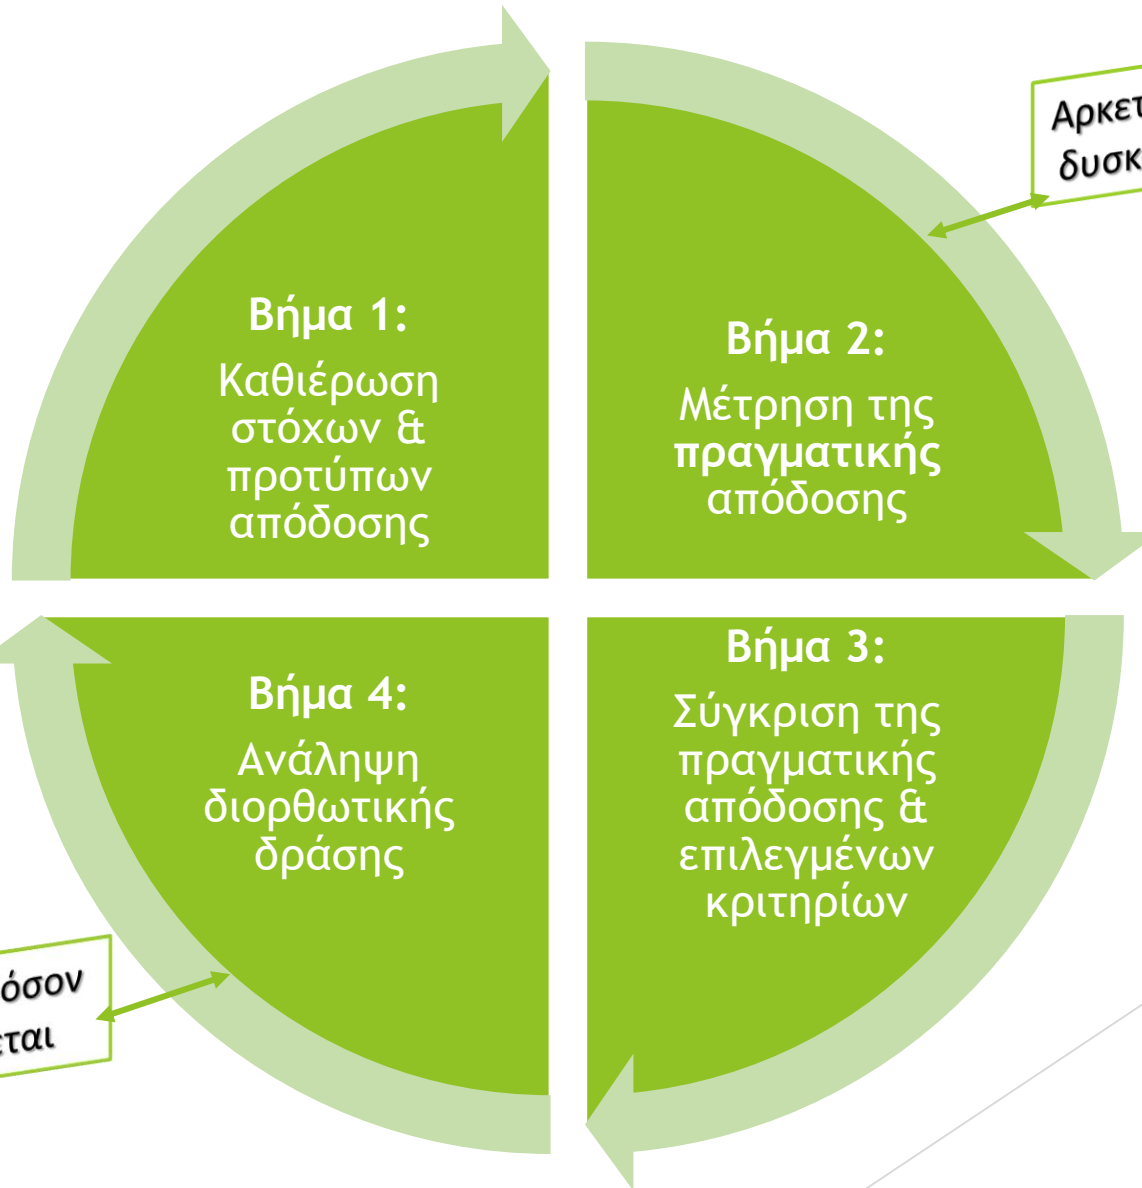 Βήμα 1:
Καθιέρωση
στόχων &
προτύπων
απόδοσης
Βήμα 2:
Μέτρηση της
πραγματικής
απόδοσης
Βήμα 3:
Σύγκριση της
πραγματικής
απόδοσης &
επιλεγμένων
κριτηρίων
Βήμα 4:
Ανάληψη
διορθωτικής
δράσης